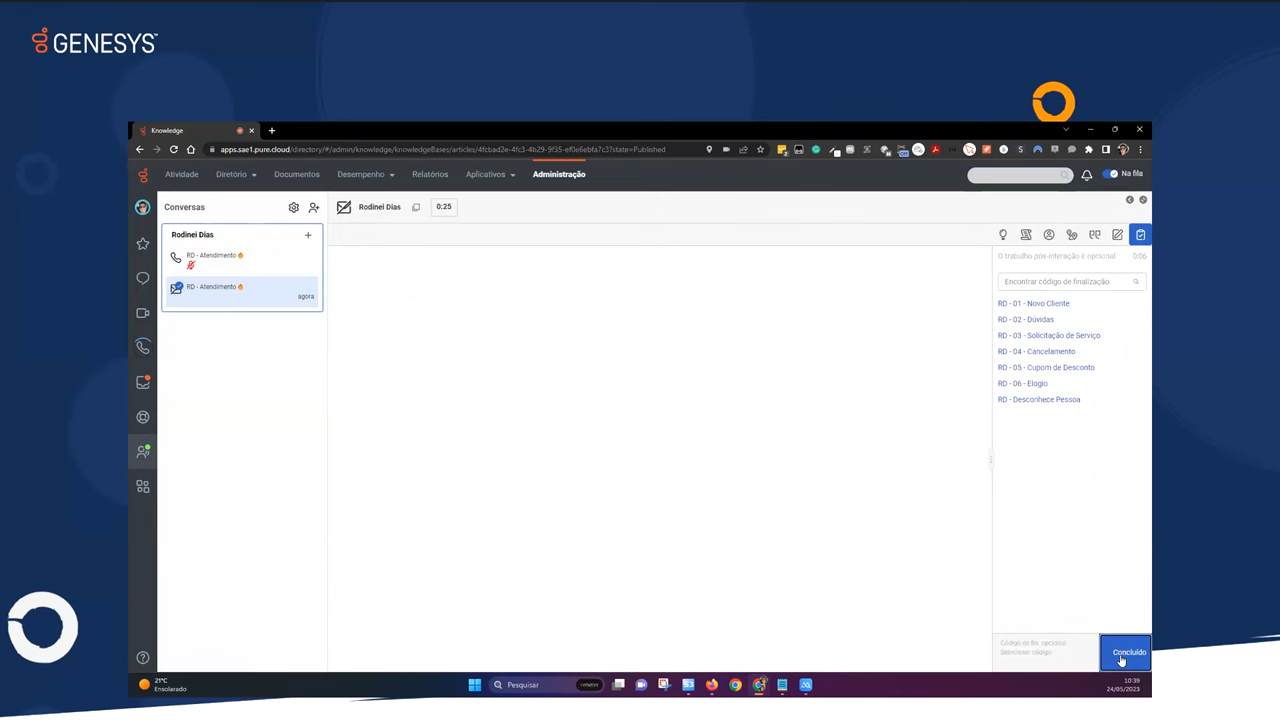 GENESYS™
Knowledge
apps.sae1.pure.cloud/directory/#/admin/knowledge/knowledgeBases/articles/4fcbad2e-4fc3-4b29-9f35-ef0e6ebfa7c3?state=Published
Atividade Diretório Documentos Desempenho Relatórios Aplicativos Administração Na fila
Conversas
Rodinei Dias 0:25
Rodinei Dias
RD - Atendimento
RD - Atendimento
agora
O trabalho pós-interação é opcional 0:06
Encontrar código de finalização
RD - 01 - Novo Cliente
RD - 02 - Dúvidas
RD - 03 - Solicitação de Serviço
RD - 04 - Cancelamento
RD - 05 - Cupom de Desconto
RD - 06 - Elogio
RD - Desconhece Pessoa
Código de fin. opcional:
Selecionar código
Concluído
21°C
Ensolarado
Pesquisar
10:39
24/05/2023